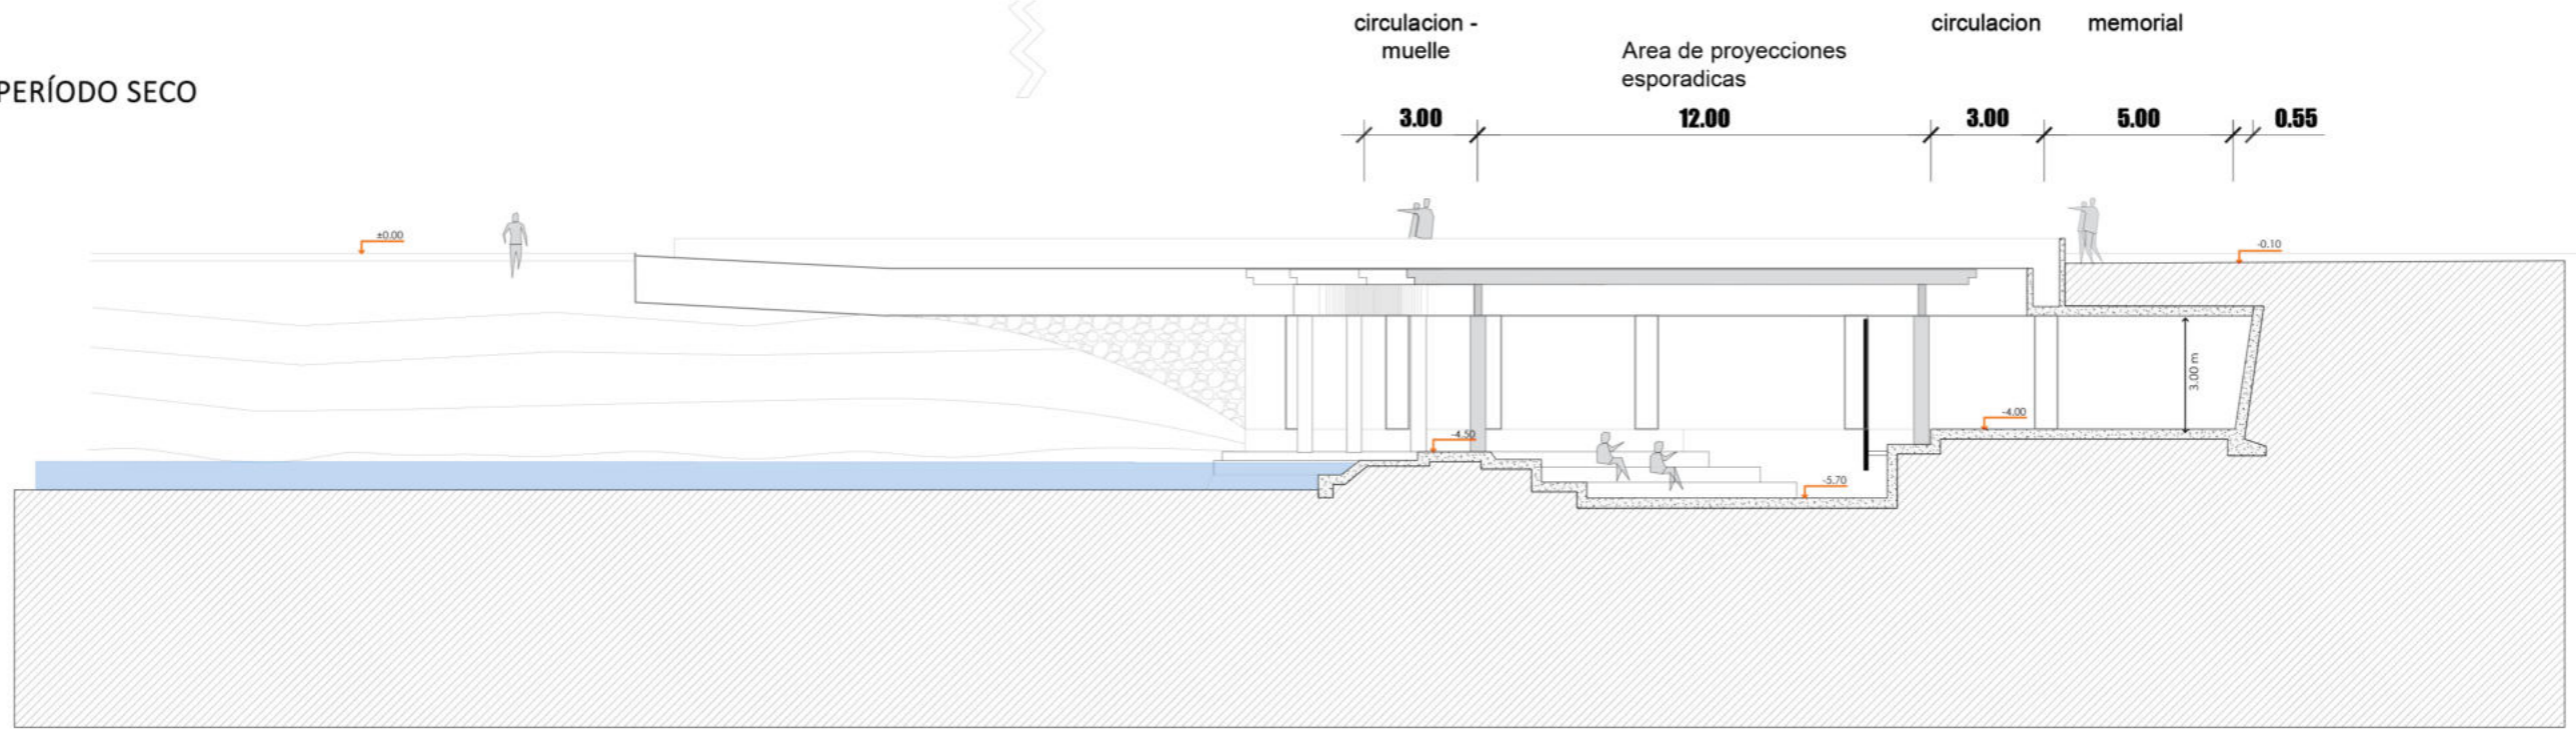 circulacion -
muelle
circulacion
memorial
Area de proyecciones
esporadicas
PERÍODO SECO
3.00
12.00
3.00
5.00
0.55
±0.00
-0.10
3.00 m
-4.00
-4.50
-5.70